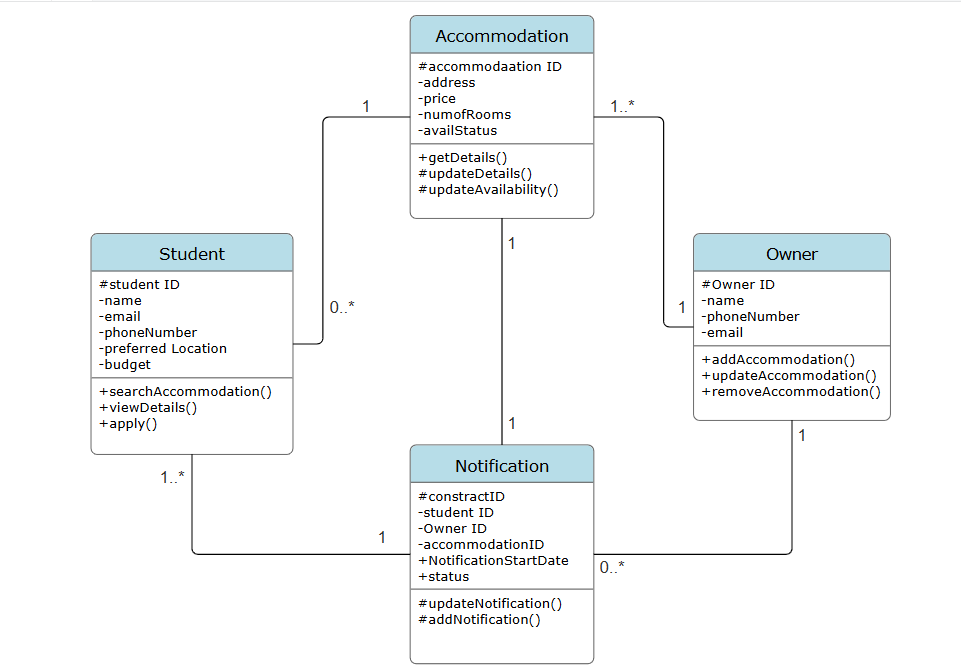 Accommodation
#accommodaation ID
-address
-price
-numofRooms
-availStatus
+getDetails()
#updateDetails()
#updateAvailability()
1
1..*
1
Student
#student ID
-name
-email
-phoneNumber
-preferred Location
-budget
+searchAccommodation()
+viewDetails()
+apply()
0..*
1..*
Owner
#Owner ID
-name
-phoneNumber
-email
+addAccommodation()
+updateAccommodation()
+removeAccommodation()
1
1
1
Notification
#constractID
-student ID
-Owner ID
-accommodationID
+NotificationStartDate
+status
#updateNotification()
#addNotification()
1
0..*